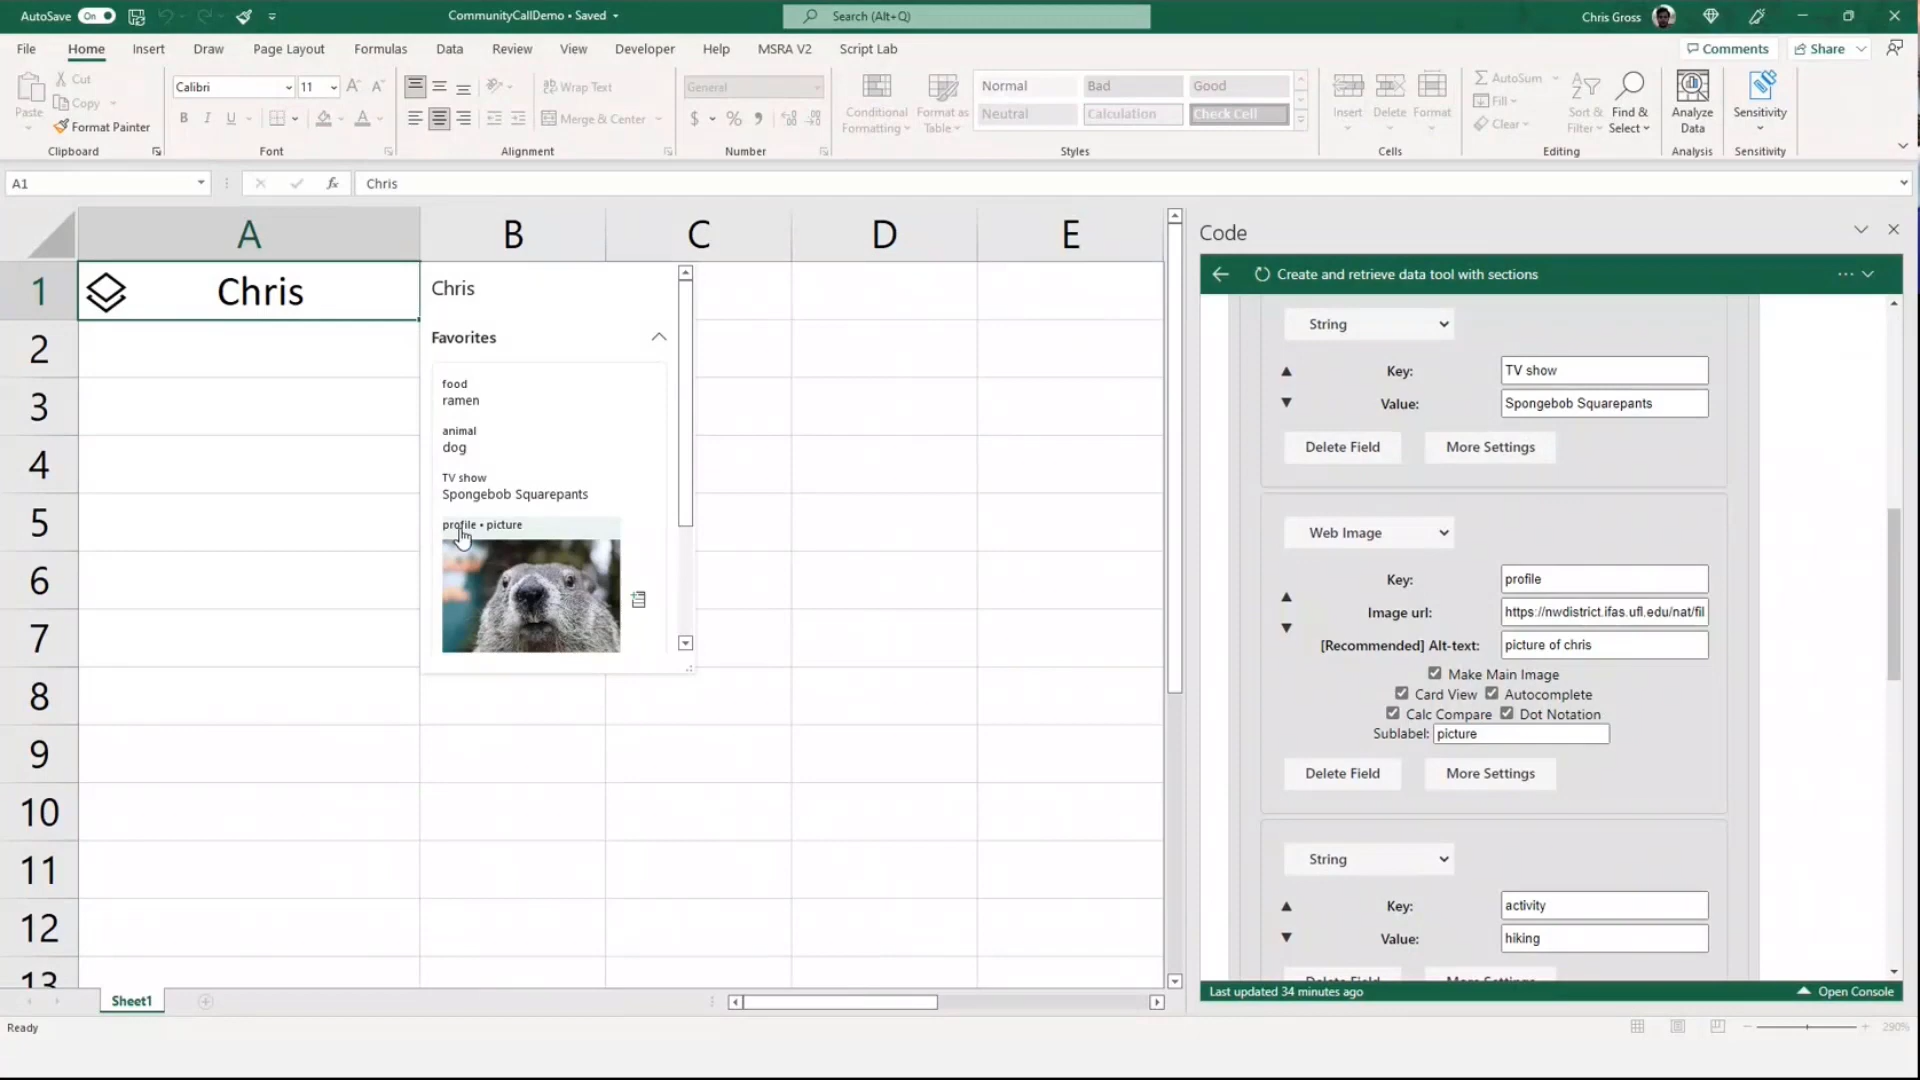 AutoSave On CommunityCallDemo • Saved Search (Alt+Q) Chris Gross
File Home Insert Draw Page Layout Formulas Data Review View Developer Help MSRA V2 Script Lab Comments Share
Paste Cut Copy Format Painter Clipboard
Calibri 11 B I U A Font
Wrap Text Merge & Center Alignment
General $ % Number
Conditional Formatting Format as Table
Normal Bad Good
Neutral Calculation Check Cell
Styles
Insert Delete Format Cells
AutoSum Fill Clear Sort & Filter Find & Select Editing
Analyze Data Analysis
Sensitivity Sensitivity
A1 fx Chris
A B C D E
1 Chris
2
3
4
5
6
7
8
9
10
11
12
13
Chris
Favorites
food
ramen
animal
dog
TV show
Spongebob Squarepants
profile • picture
Code
Create and retrieve data tool with sections
String
Key: TV show
Value: Spongebob Squarepants
Delete Field More Settings
Web Image
Key: profile
Image url: https://nwdistrict.ifas.ufl.edu/nat/fil
[Recommended] Alt-text: picture of chris
Make Main Image
Card View Autocomplete
Calc Compare Dot Notation
Sublabel: picture
Delete Field More Settings
String
Key: activity
Value: hiking
Delete Field More Settings
Last updated 34 minutes ago Open Console
Sheet1
Ready 290%